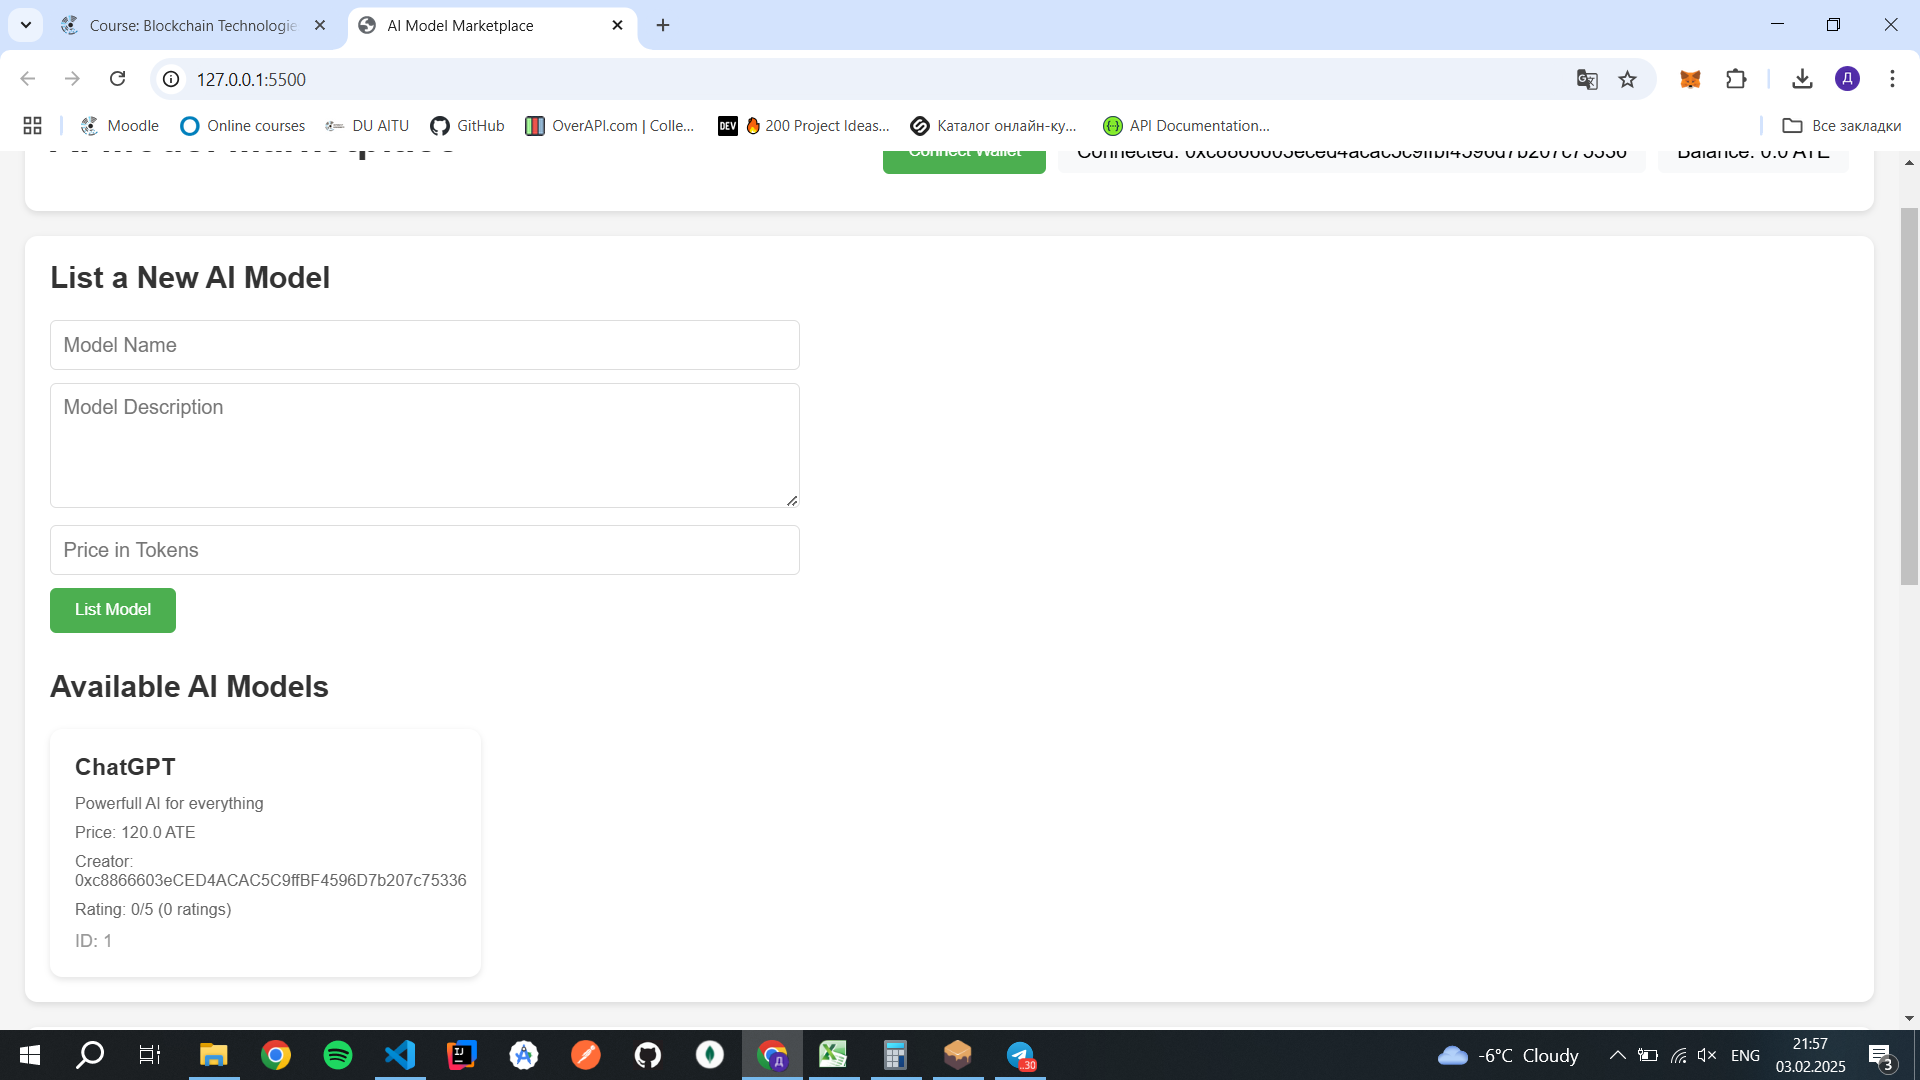 Course: Blockchain Technologie
AI Model Marketplace
127.0.0.1:5500
Д
Moodle
Online courses
DU AITU
GitHub
OverAPI.com | Colle...
DEV
200 Project Ideas...
Каталог онлайн-ку...
API Documentation...
Все закладки
AI Model Marketplace
Connect Wallet
Connected: 0xc8866603eced4acac5c9ffbf4596d7b207c75336
Balance: 0.0 ATE
List a New AI Model
Model Name
Model Description
Price in Tokens
List Model
Available AI Models
ChatGPT
Powerfull AI for everything
Price: 120.0 ATE
Creator:
0xc8866603eCED4ACAC5C9ffBF4596D7b207c75336
Rating: 0/5 (0 ratings)
ID: 1
-6°C Cloudy
ENG
21:57
03.02.2025
3